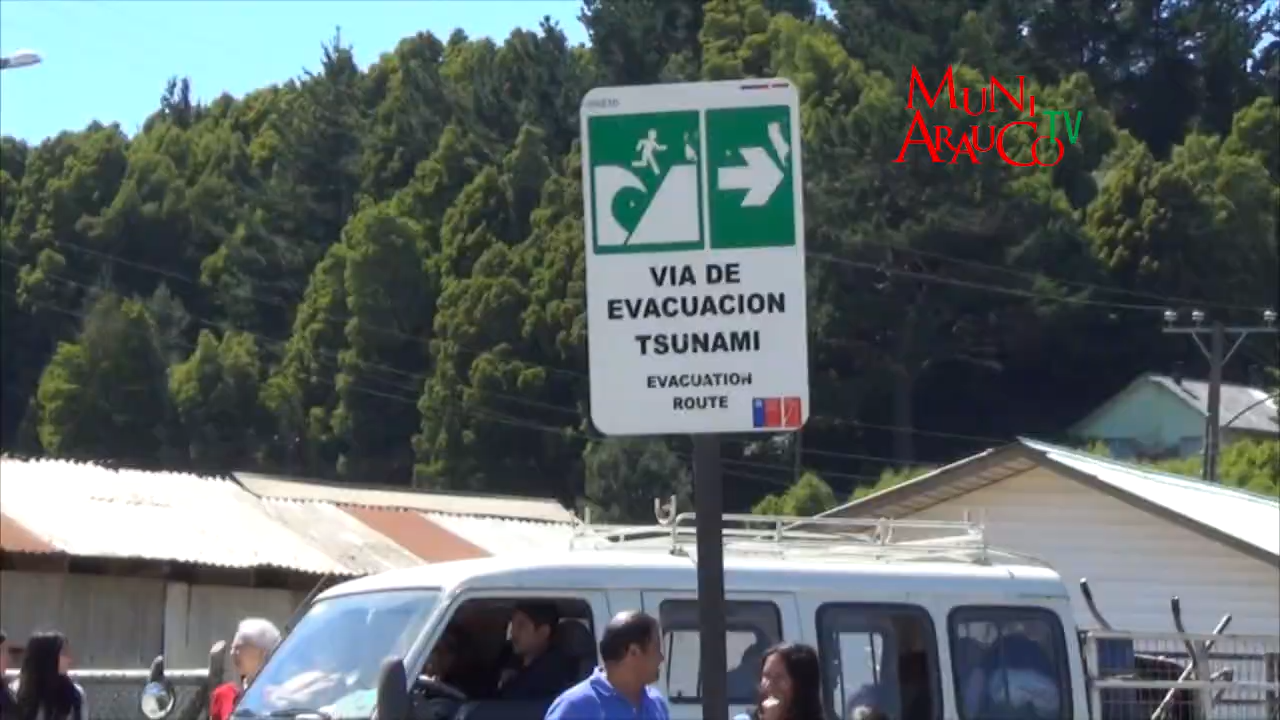 MUNI
ARAUCO TV
VIA DE
EVACUACION
TSUNAMI
EVACUATION
ROUTE